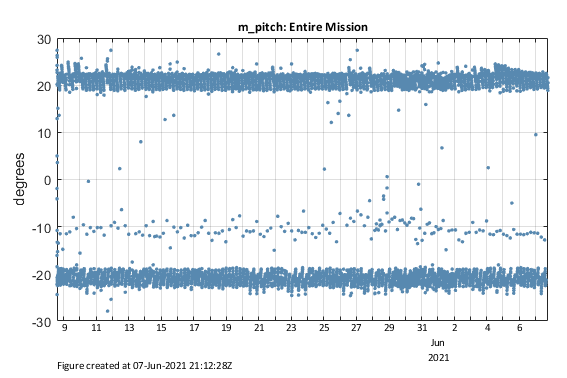 m_pitch: Entire Mission
30
20
10
0
-10
-20
-30
degrees
9 11 13 15 17 19 21 23 25 27 29 31 2 4 6
Jun
2021
Figure created at 07-Jun-2021 21:12:28Z